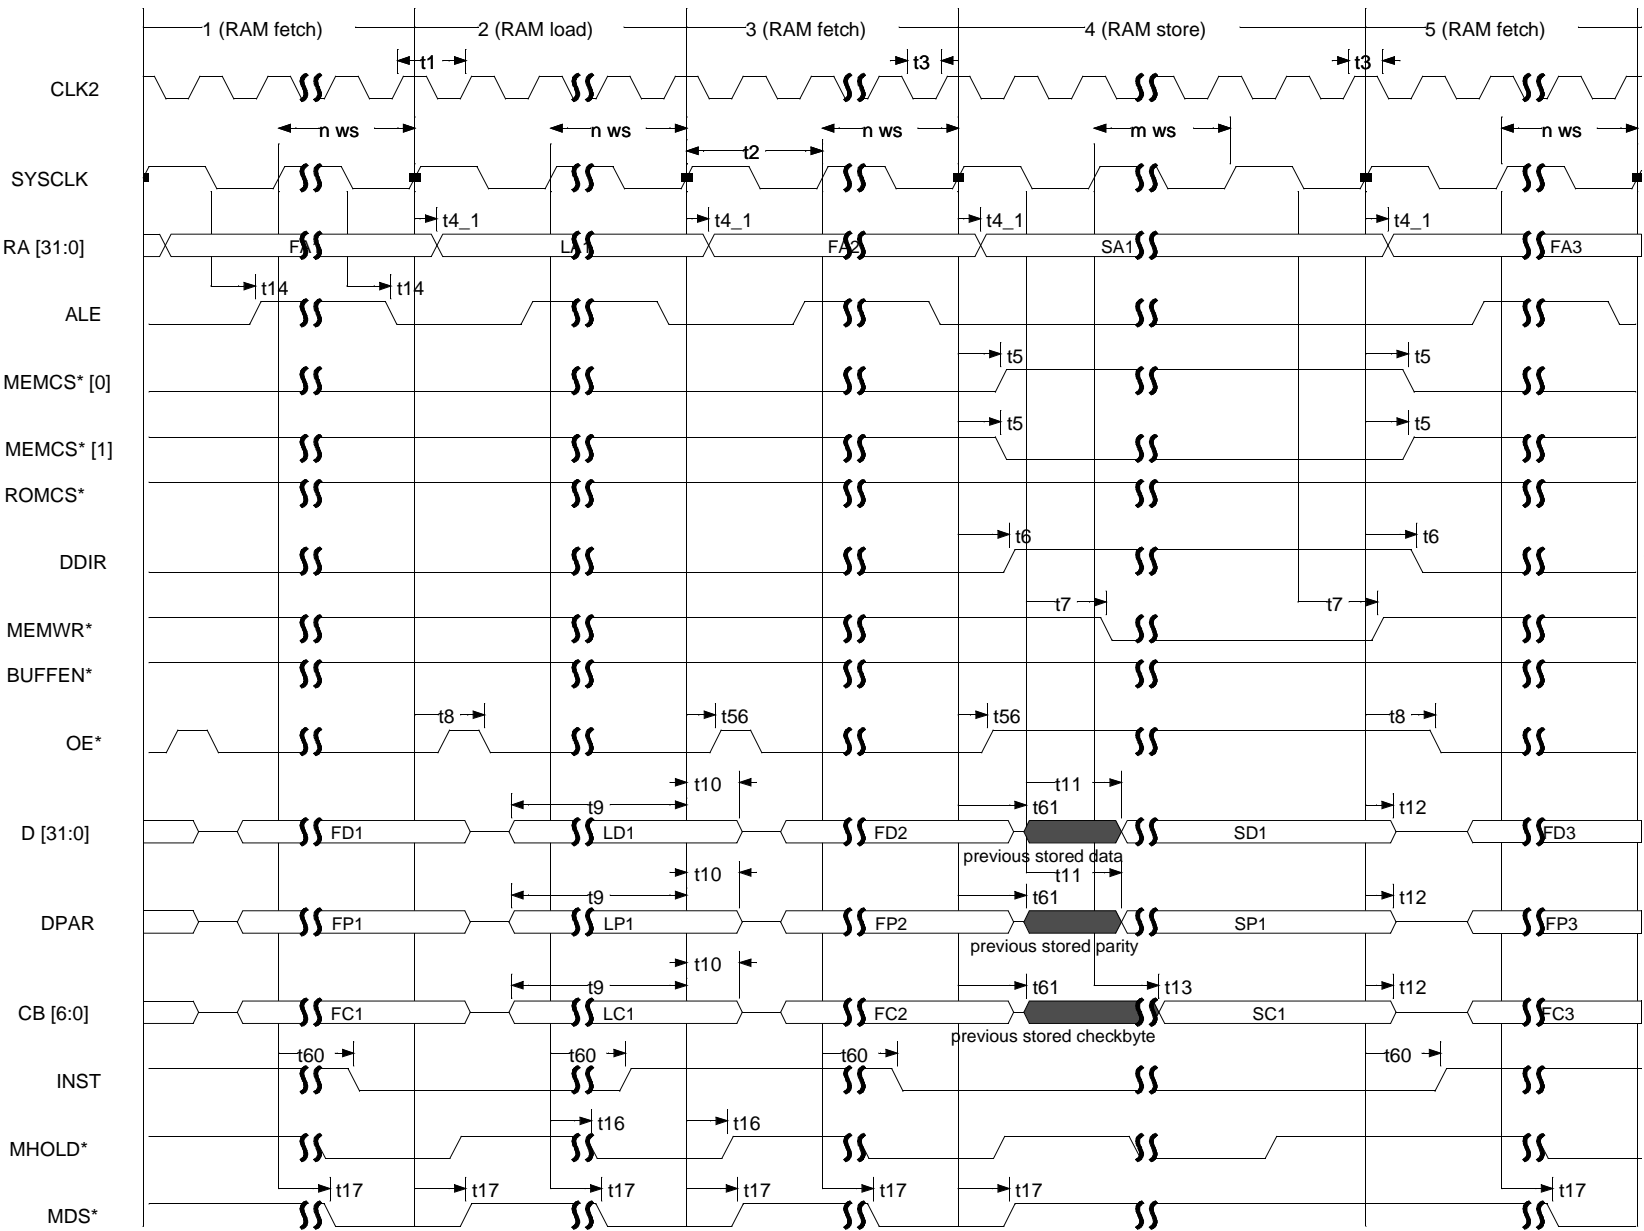 1 (RAM fetch) 2 (RAM load) 3 (RAM fetch) 4 (RAM store) 5 (RAM fetch)
t1 t3 t3
CLK2
n ws n ws n ws m ws n ws
t2
SYSCLK
t4_1 t4_1 t4_1 t4_1
RA [31:0] FA1 LA1 FA2 SA1 FA3
t14 t14
ALE
t5 t5
MEMCS* [0]
t5 t5
MEMCS* [1]
ROMCS*
t6 t6
DDIR
t7 t7
MEMWR*
BUFFEN*
t8 t56 t56 t8
OE*
t10 t11
t9 t61 t12
D [31:0] FD1 LD1 FD2 SD1 FD3
previous stored data
t10 t11
t9 t61 t12
DPAR FP1 LP1 FP2 SP1 FP3
previous stored parity
t10
t9 t61 t13 t12
CB [6:0] FC1 LC1 FC2 SC1 FC3
previous stored checkbyte
t60 t60 t60 t60
INST
t16 t16
MHOLD*
t17 t17 t17 t17 t17 t17 t17
MDS*